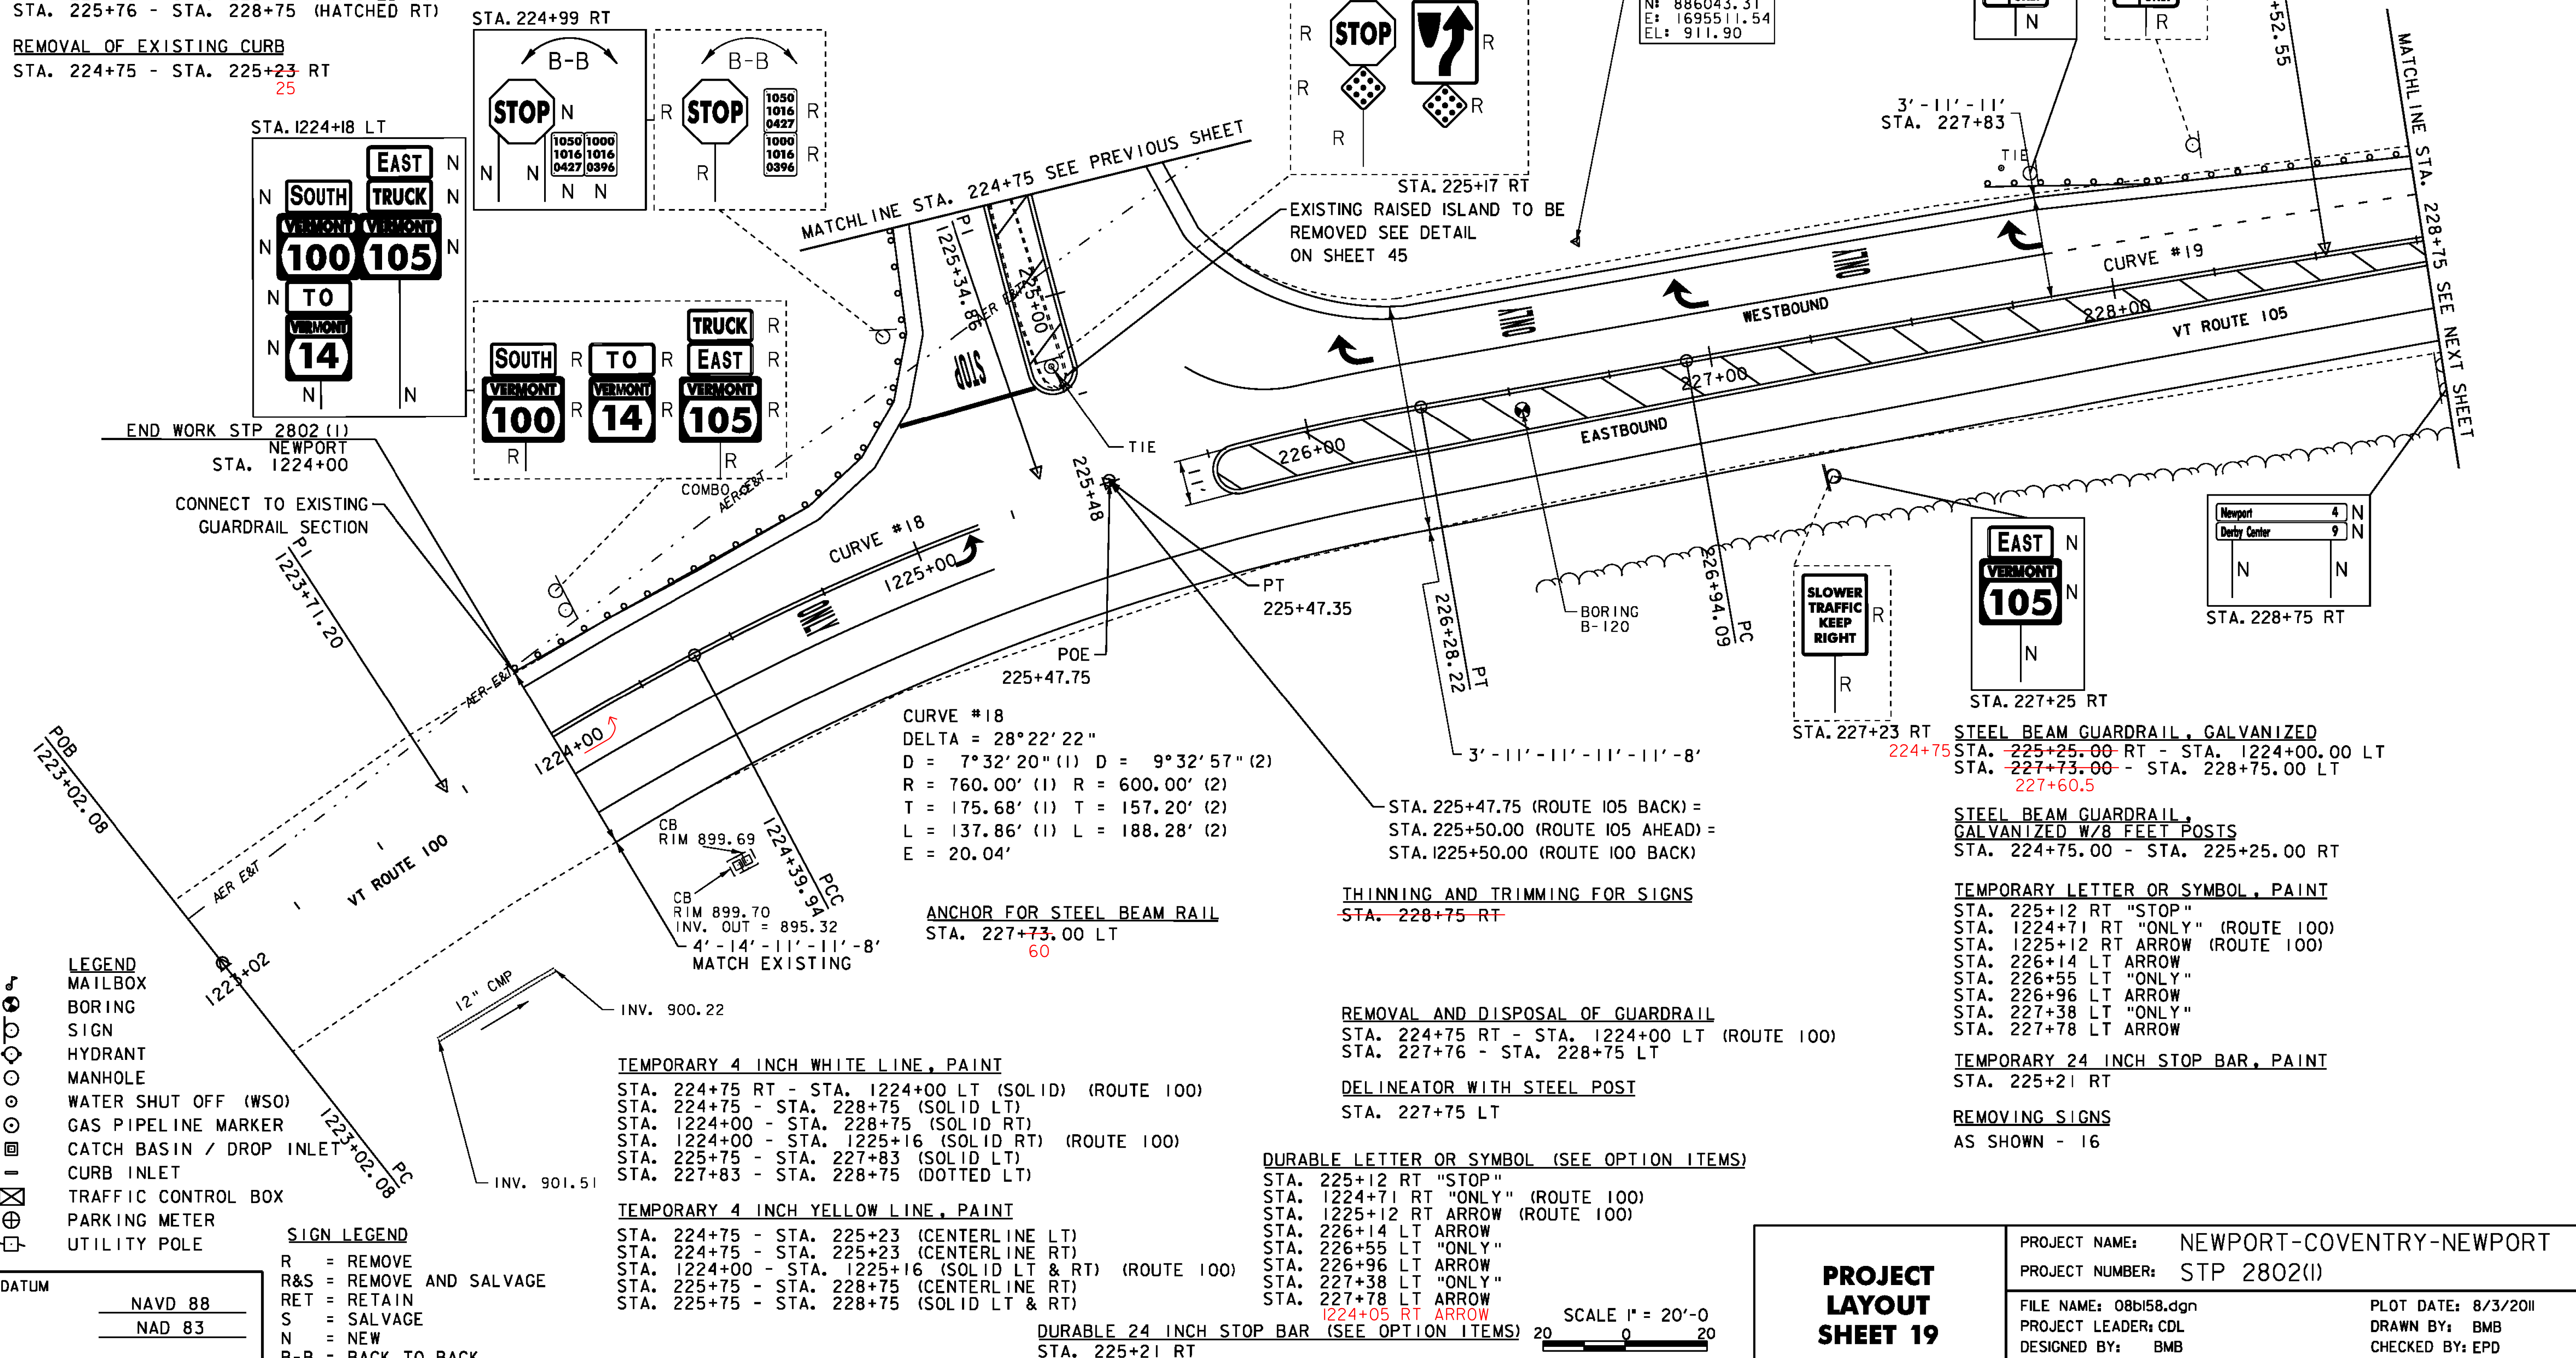 STA. 225+76 - STA. 228+75 (HATCHED RT)
REMOVAL OF EXISTING CURB
STA. 224+75 - STA. 225+23 RT
25
STA. 224+99 RT
B-B
STOP
N
1050 1000
1016 1016
0427 0396
N
N
N N
B-B
R
STOP
1050
1016
0427
R
1000
1016
0396
R
R
STA. 1224+18 LT
EAST N
N SOUTH TRUCK N
VERMONT VERMONT
N 100 105 N
N TO
VERMONT
N 14
N
N
SOUTH R TO R
TRUCK R
EAST R
VERMONT VERMONT VERMONT
100 R 14 R 105 R
R
R
COMBO
R STOP R
R R
R
STA. 225+17 RT
EXISTING RAISED ISLAND TO BE
REMOVED SEE DETAIL
ON SHEET 45
N: 886043.31
E: 1695511.54
EL: 911.90
N
R
+52.55
3'-11'-11'
STA. 227+83
TIE
MATCHLINE STA. 224+75 SEE PREVIOUS SHEET
MATCHLINE STA. 228+75 SEE NEXT SHEET
PI
1225+34.86
225+00
AER E&T
STOP
TIE
225+48
ONLY
ONLY
WESTBOUND
CURVE #19
228+00
VT ROUTE 105
227+00
EASTBOUND
226+00
11'
END WORK STP 2802(1)
NEWPORT
STA. 1224+00
CONNECT TO EXISTING
GUARDRAIL SECTION
PI
1223+71.20
AER-E&T
AER-E&T
CURVE #18
1225+00
ONLY
1224+00
PT
225+47.35
POE
225+47.75
BORING
B-120
226+28.22
PT
226+94.09
PC
3'-11'-11'-11'-11'-8'
SLOWER
TRAFFIC
KEEP
RIGHT
R
R
STA. 227+23 RT
EAST N
VERMONT
105 N
N
STA. 227+25 RT
Newport 4 N
Derby Center 9 N
N N
STA. 228+75 RT
CURVE #18
DELTA = 28°22'22"
D = 7°32'20"(1) D = 9°32'57"(2)
R = 760.00' (1) R = 600.00' (2)
T = 175.68' (1) T = 157.20' (2)
L = 137.86' (1) L = 188.28' (2)
E = 20.04'
STA. 225+47.75 (ROUTE 105 BACK) =
STA. 225+50.00 (ROUTE 105 AHEAD) =
STA. 1225+50.00 (ROUTE 100 BACK)
STEEL BEAM GUARDRAIL, GALVANIZED
224+75 STA. 225+25.00 RT - STA. 1224+00.00 LT
STA. 227+73.00 - STA. 228+75.00 LT
227+60.5
STEEL BEAM GUARDRAIL,
GALVANIZED W/8 FEET POSTS
STA. 224+75.00 - STA. 225+25.00 RT
POB
1223+02.08
AER E&T
VT ROUTE 100
1223+02
1223+02.08
PC
CB
RIM 899.69
CB
RIM 899.70
INV. OUT = 895.32
PCC
1224+39.94
4'-14'-11'-11'-8'
MATCH EXISTING
12" CMP
INV. 900.22
INV. 901.51
ANCHOR FOR STEEL BEAM RAIL
STA. 227+73.00 LT
60
THINNING AND TRIMMING FOR SIGNS
STA. 228+75 RT
TEMPORARY LETTER OR SYMBOL, PAINT
STA. 225+12 RT "STOP"
STA. 1224+71 RT "ONLY" (ROUTE 100)
STA. 1225+12 RT ARROW (ROUTE 100)
STA. 226+14 LT ARROW
STA. 226+55 LT "ONLY"
STA. 226+96 LT ARROW
STA. 227+38 LT "ONLY"
STA. 227+78 LT ARROW
TEMPORARY 24 INCH STOP BAR, PAINT
STA. 225+21 RT
REMOVING SIGNS
AS SHOWN - 16
REMOVAL AND DISPOSAL OF GUARDRAIL
STA. 224+75 RT - STA. 1224+00 LT (ROUTE 100)
STA. 227+76 - STA. 228+75 LT
DELINEATOR WITH STEEL POST
STA. 227+75 LT
LEGEND
MAILBOX
BORING
SIGN
HYDRANT
MANHOLE
WATER SHUT OFF (WSO)
GAS PIPELINE MARKER
CATCH BASIN / DROP INLET
CURB INLET
TRAFFIC CONTROL BOX
PARKING METER
UTILITY POLE
TEMPORARY 4 INCH WHITE LINE, PAINT
STA. 224+75 RT - STA. 1224+00 LT (SOLID) (ROUTE 100)
STA. 224+75 - STA. 228+75 (SOLID LT)
STA. 1224+00 - STA. 228+75 (SOLID RT)
STA. 1224+00 - STA. 1225+16 (SOLID RT) (ROUTE 100)
STA. 225+75 - STA. 227+83 (SOLID LT)
STA. 227+83 - STA. 228+75 (DOTTED LT)
TEMPORARY 4 INCH YELLOW LINE, PAINT
STA. 224+75 - STA. 225+23 (CENTERLINE LT)
STA. 224+75 - STA. 225+23 (CENTERLINE RT)
STA. 1224+00 - STA. 1225+16 (SOLID LT & RT) (ROUTE 100)
STA. 225+75 - STA. 228+75 (CENTERLINE RT)
STA. 225+75 - STA. 228+75 (SOLID LT & RT)
DURABLE LETTER OR SYMBOL (SEE OPTION ITEMS)
STA. 225+12 RT "STOP"
STA. 1224+71 RT "ONLY" (ROUTE 100)
STA. 1225+12 RT ARROW (ROUTE 100)
STA. 226+14 LT ARROW
STA. 226+55 LT "ONLY"
STA. 226+96 LT ARROW
STA. 227+38 LT "ONLY"
STA. 227+78 LT ARROW
1224+05 RT ARROW
DURABLE 24 INCH STOP BAR (SEE OPTION ITEMS)
STA. 225+21 RT
SCALE 1" = 20'-0
20 0 20
SIGN LEGEND
R = REMOVE
R&S = REMOVE AND SALVAGE
RET = RETAIN
S = SALVAGE
N = NEW
B-B = BACK TO BACK
DATUM
NAVD 88
NAD 83
PROJECT
LAYOUT
SHEET 19
PROJECT NAME: NEWPORT-COVENTRY-NEWPORT
PROJECT NUMBER: STP 2802(1)
FILE NAME: 08b158.dgn
PLOT DATE: 8/3/2011
PROJECT LEADER: CDL
DRAWN BY: BMB
DESIGNED BY: BMB
CHECKED BY: EPD